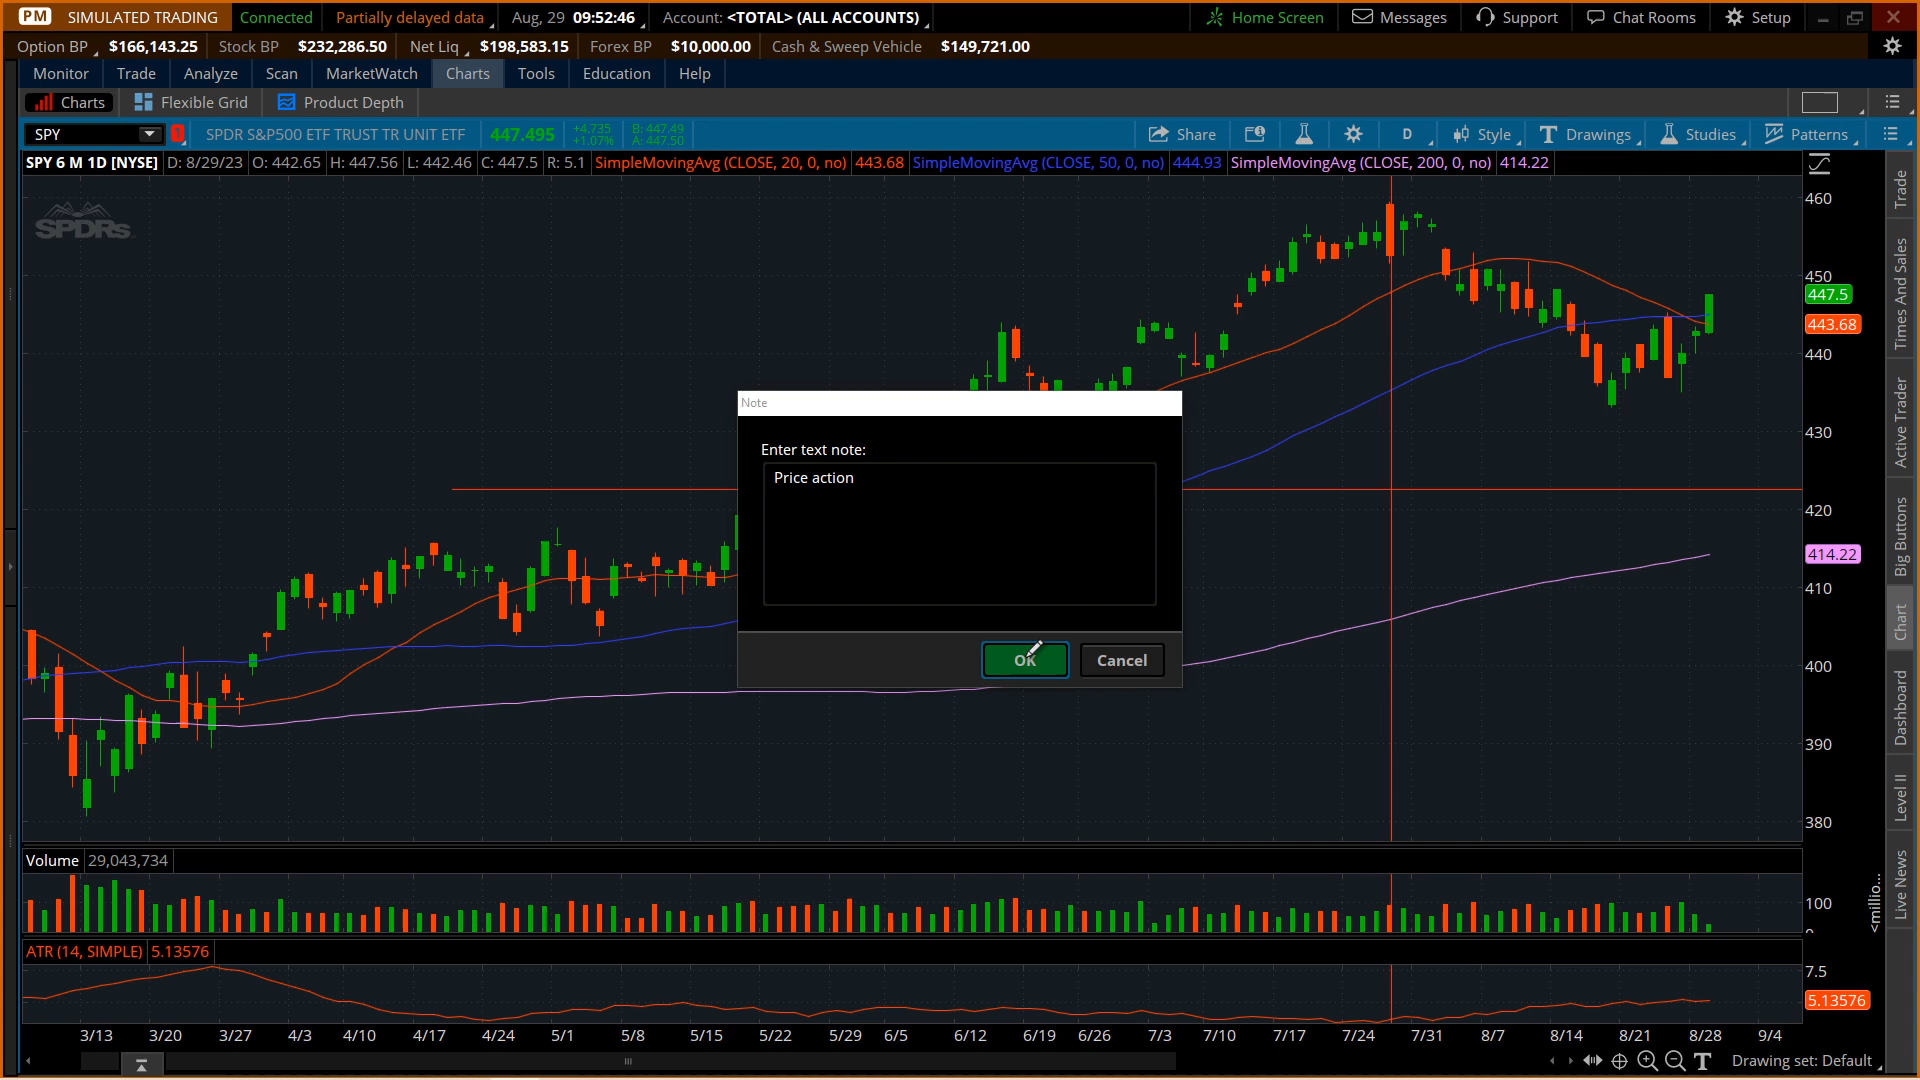 PM SIMULATED TRADING Connected Partially delayed data Aug, 29 09:52:46 Account: <TOTAL> (ALL ACCOUNTS) Home Screen Messages Support Chat Rooms Setup
Option BP $166,143.25 Stock BP $232,286.50 Net Liq $198,583.15 Forex BP $10,000.00 Cash & Sweep Vehicle $149,721.00
Monitor Trade Analyze Scan MarketWatch Charts Tools Education Help
Charts Flexible Grid Product Depth
SPY 1 SPDR S&P500 ETF TRUST TR UNIT ETF 447.495 +4.735 B: 447.49 Share D Style Drawings Studies Patterns
+1.07% A: 447.50
SPY 6 M 1D [NYSE] D: 8/29/23 O: 442.65 H: 447.56 L: 442.46 C: 447.5 R: 5.1 SimpleMovingAvg (CLOSE, 20, 0, no) 443.68 SimpleMovingAvg (CLOSE, 50, 0, no) 444.93 SimpleMovingAvg (CLOSE, 200, 0, no) 414.22
SPDRs
460
450
447.5
443.68
440
430
420
414.22
410
400
390
380
Note
Enter text note:
Price action
OK Cancel
Volume 29,043,734
100
0
<millio...
ATR (14, SIMPLE) 5.13576
7.5
5.13576
3/13 3/20 3/27 4/3 4/10 4/17 4/24 5/1 5/8 5/15 5/22 5/29 6/5 6/12 6/19 6/26 7/3 7/10 7/17 7/24 7/31 8/7 8/14 8/21 8/28 9/4
T Drawing set: Default
Trade
Times And Sales
Active Trader
Big Buttons
Chart
Dashboard
Level II
Live News